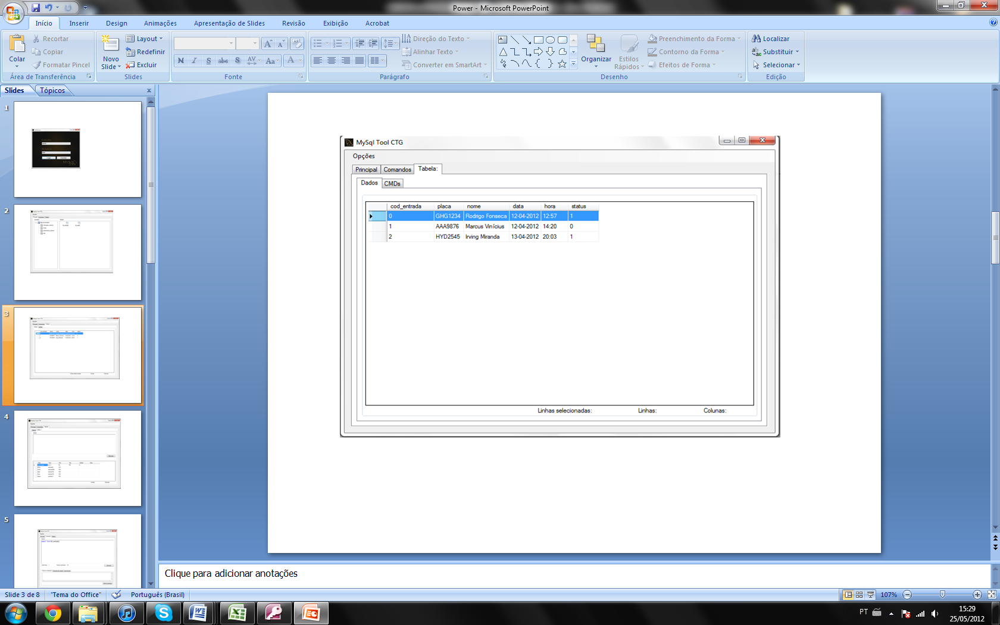 Power - Microsoft PowerPoint
Início Inserir Design Animações Apresentação de Slides Revisão Exibição Acrobat
Colar
Recortar
Copiar
Formatar Pincel
Área de Transferência
Novo
Slide
Layout
Redefinir
Excluir
Slides
N I S abc S AV Aa A
Fonte
Direção do Texto
Alinhar Texto
Converter em SmartArt
Parágrafo
Organizar
Estilos
Rápidos
Preenchimento da Forma
Contorno da Forma
Efeitos de Forma
Desenho
Localizar
Substituir
Selecionar
Edição
Slides Tópicos x
1
2
3
4
5
MySql Tool CTG
Opções
Principal Comandos Tabela:
Dados CMDs
cod_entrada placa nome data hora status
0 GHG1234 Rodrigo Fonseca 12-04-2012 12:57 1
1 AAA9876 Marcus Vinícius 12-04-2012 14:20 0
2 HYD2545 Irving Miranda 13-04-2012 20:03 1
Linhas selecionadas: Linhas: Colunas:
Clique para adicionar anotações
Slide 3 de 8 "Tema do Office" Português (Brasil) 107%
PT
15:29
25/05/2012